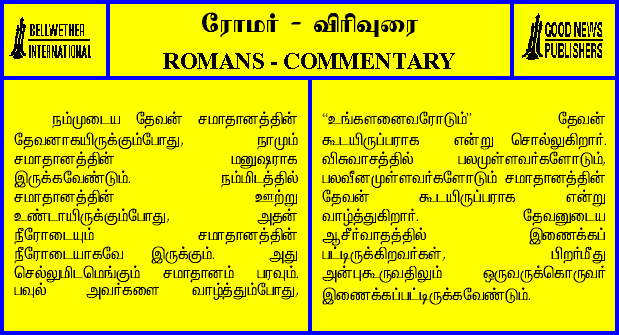 BELLWETHER
INTERNATIONAL
ரோமர் - விரிவுரை
ROMANS - COMMENTARY
GOOD NEWS
PUBLISHERS
நம்முடைய தேவன் சமாதானத்தின்
தேவனாகயிருக்கும்போது, நாமும்
சமாதானத்தின் மனுஷராக
இருக்கவேண்டும். நம்மிடத்தில்
சமாதானத்தின் ஊற்று
உண்டாயிருக்கும்போது, அதன்
நீரோடையும் சமாதானத்தின்
நீரோடையாகவே இருக்கும். அது
செல்லுமிடமெங்கும் சமாதானம் பரவும்.
பவுல் அவர்களை வாழ்த்தும்போது,
“உங்களனைவரோடும்” தேவன்
கூடயிருப்பராக என்று சொல்லுகிறார்.
விசுவாசத்தில் பலமுள்ளவர்களோடும்,
பலவீனமுள்ளவர்களோடும் சமாதானத்தின்
தேவன் கூடயிருப்பராக என்று
வாழ்த்துகிறார். தேவனுடைய
ஆசீர்வாதத்தில் இணைக்கப்
பட்டிருக்கிறவர்கள், பிறர்மீது
அன்புகூருவதிலும் ஒருவருக்கொருவர்
இணைக்கப்பட்டிருக்கவேண்டும்.